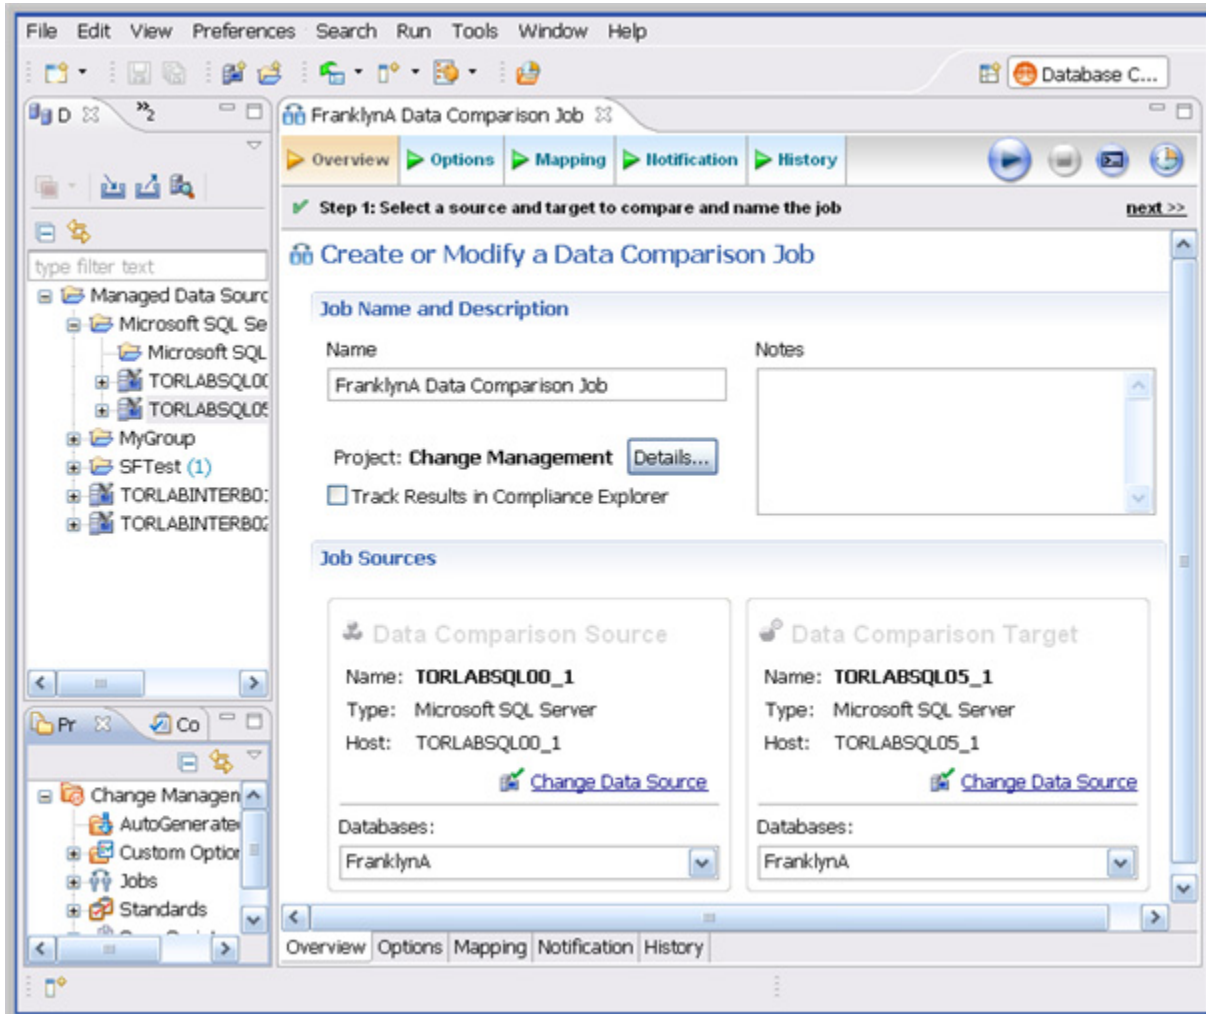 File Edit View Preferences Search Run Tools Window Help
Database C...
D
2
FranklynA Data Comparison Job
Overview Options Mapping Notification History
Step 1: Select a source and target to compare and name the job
next >>
type filter text
Managed Data Sourc
Microsoft SQL Se
Microsoft SQL
TORLABSQL00
TORLABSQL05
MyGroup
SFTest (1)
TORLABINTERB01
TORLABINTERB02
Create or Modify a Data Comparison Job
Job Name and Description
Name
Notes
FranklynA Data Comparison Job
Project: Change Management
Details...
Track Results in Compliance Explorer
Job Sources
Data Comparison Source
Name: TORLABSQL00_1
Type: Microsoft SQL Server
Host: TORLABSQL00_1
Change Data Source
Databases:
FranklynA
Data Comparison Target
Name: TORLABSQL05_1
Type: Microsoft SQL Server
Host: TORLABSQL05_1
Change Data Source
Databases:
FranklynA
Pr
Co
Change Managen
AutoGenerate
Custom Option
Jobs
Standards
Overview Options Mapping Notification History